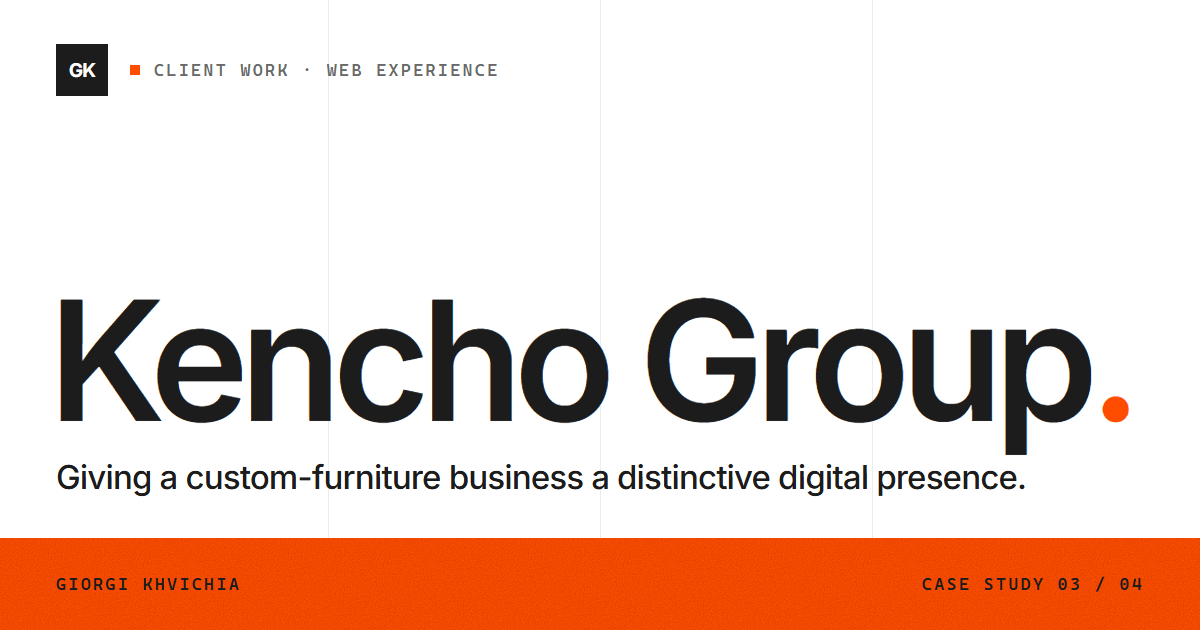 GK
CLIENT WORK · WEB EXPERIENCE
Kencho Group.
Giving a custom-furniture business a distinctive digital presence.
GIORGI KHVICHIA
CASE STUDY 03 / 04